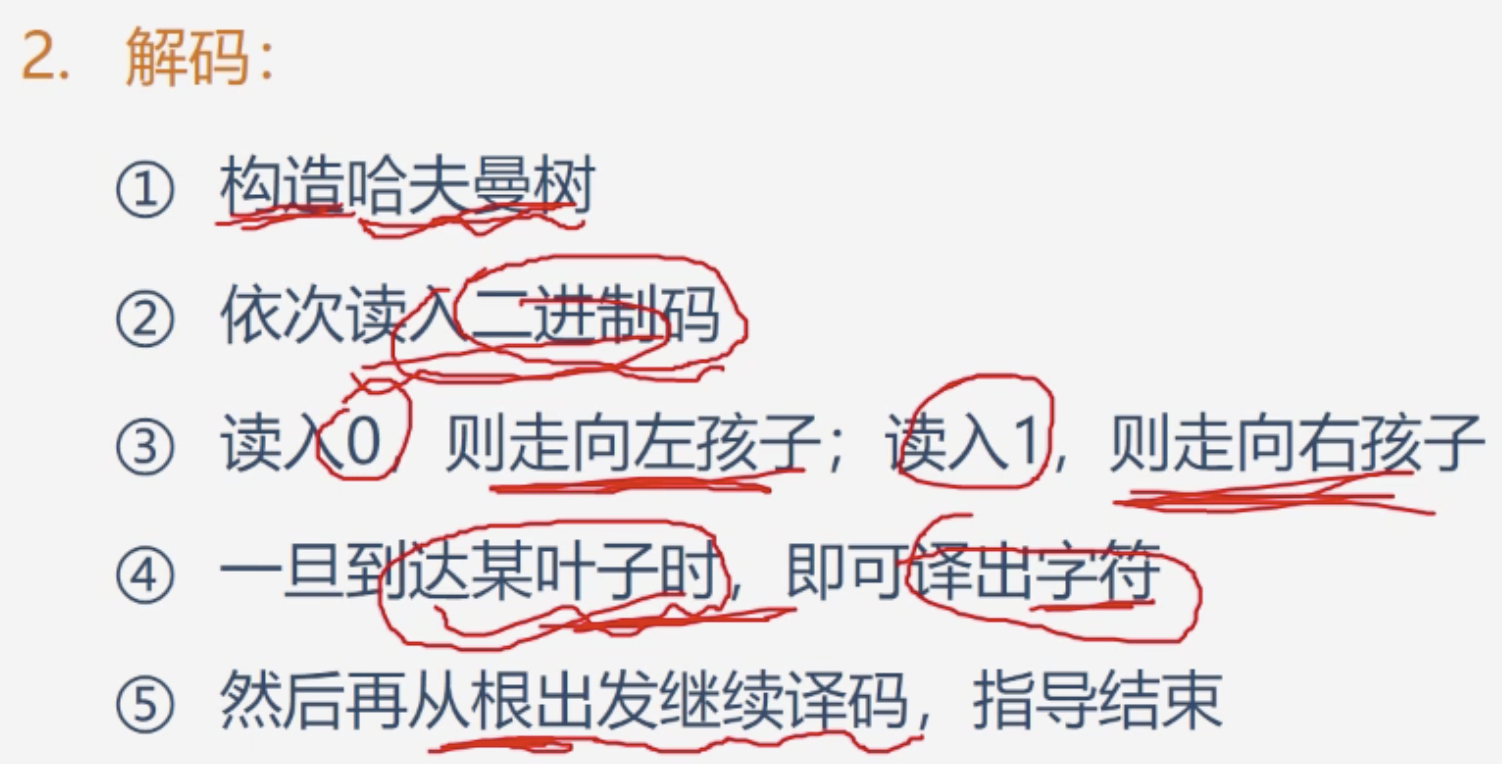 2. 解码：
① 构造哈夫曼树
② 依次读入二进制码
③ 读入0，则走向左孩子；读入1，则走向右孩子
④ 一旦到达某叶子时，即可译出字符
⑤ 然后再从根出发继续译码，指导结束